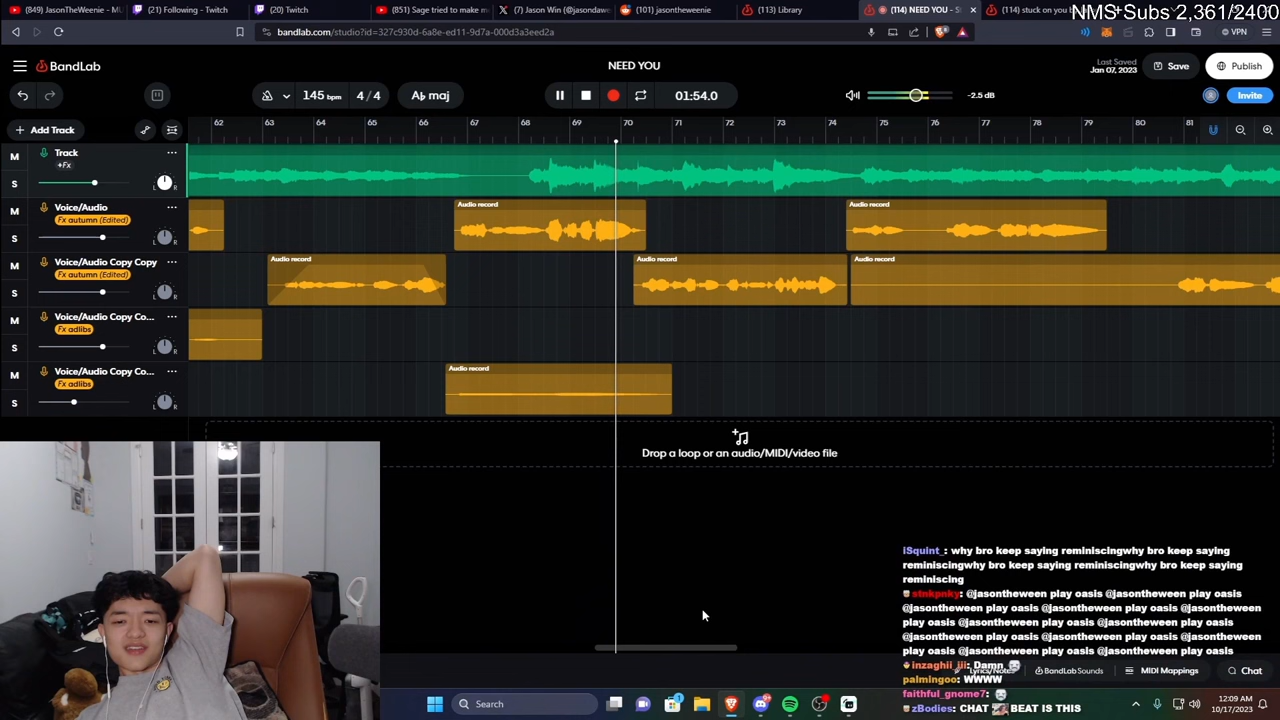 (849) JasonTheWeenie - MU
(21) Following - Twitch
(20) Twitch
(851) Sage tried to make m
(7) Jason Win (@jasondaw
(101) jasontheweenie
(113) Library
(114) NEED YOU - S
(114) stuck on you b
NMS Subs 2,361/2400
bandlab.com/studio?id=327c930d-6a8e-ed11-9d7a-000d3a3eed2a
VPN
BandLab
NEED YOU
Last Saved
Jan 07, 2023
Save
Publish
145 bpm
4/4
A♭ maj
01:54.0
-2.5 dB
Invite
Add Track
62 63 64 65 66 67 68 69 70 71 72 73 74 75 76 77 78 79 80 81
M
Track
+Fx
S
L R
M
Voice/Audio
Fx autumn (Edited)
S
L R
Audio record
Audio record
M
Voice/Audio Copy Copy
Fx autumn (Edited)
S
L R
Audio record
Audio record
Audio record
M
Voice/Audio Copy Co...
Fx adlibs
S
L R
M
Voice/Audio Copy Co...
Fx adlibs
S
L R
Audio record
Drop a loop or an audio/MIDI/video file
iSquint_: why bro keep saying reminiscingwhy bro keep saying
reminiscingwhy bro keep saying reminiscingwhy bro keep saying
reminiscing
stnkpnky: @jasontheween play oasis @jasontheween play oasis
@jasontheween play oasis @jasontheween play oasis
@jasontheween play oasis @jasontheween play oasis
@jasontheween play oasis @jasontheween play oasis
@jasontheween play oasis @jasontheween play oasis
inzaghii_iii: Damn
palmingoo: WWWW
faithful_gnome7:
zBodies: CHAT BEAT IS THIS
Lyrics/Notes
BandLab Sounds
MIDI Mappings
Chat
Search
12:09 AM
10/17/2023